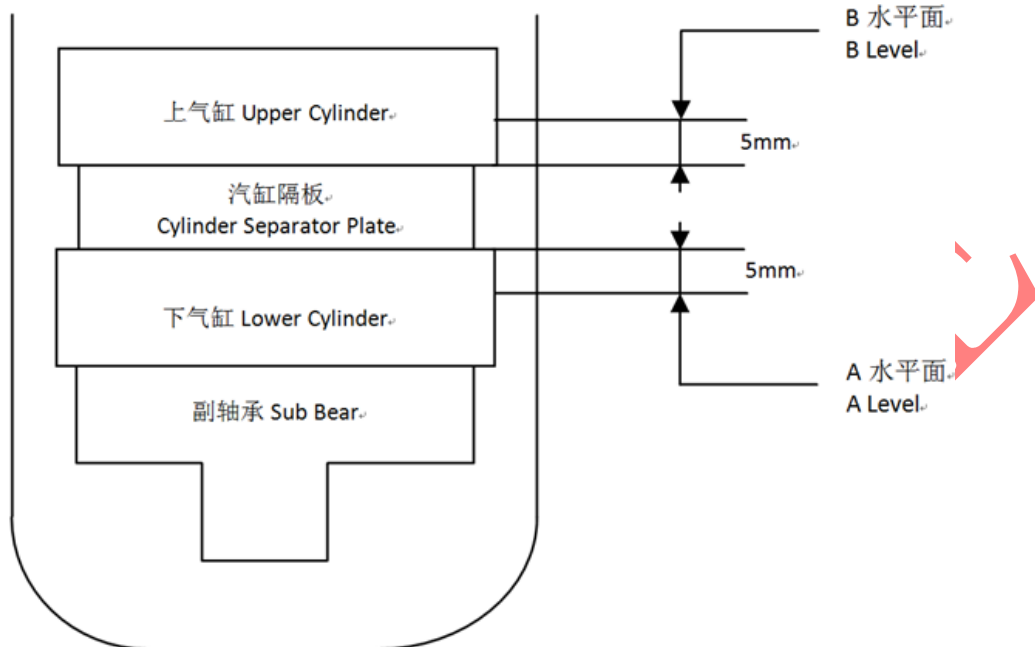 B 水平面
B Level
上气缸 Upper Cylinder
5mm
汽缸隔板
Cylinder Separator Plate
5mm
下气缸 Lower Cylinder
A 水平面
A Level
副轴承 Sub Bear